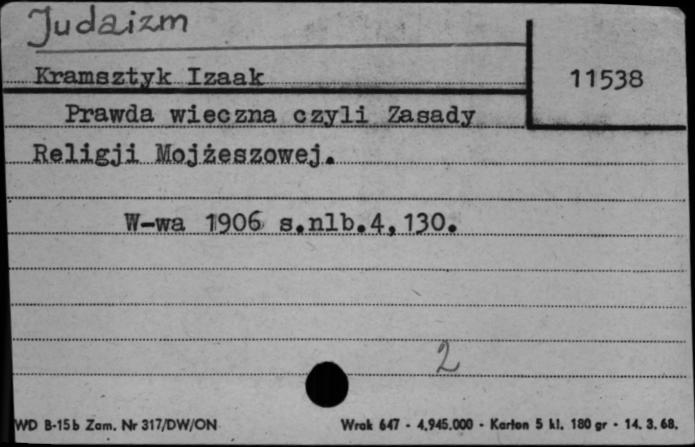 Judaizm
Kramsztyk Izaak
11538
Prawda wieczna czyli Zasady
Religji Mojżeszowej.
W-wa 1906 s.nlb.4,130.
2
WD B-15b Zam. Nr 317/DW/ON Wrak 647 - 4.945.000 - Karton 5 kl. 180 gr - 14.3.68.